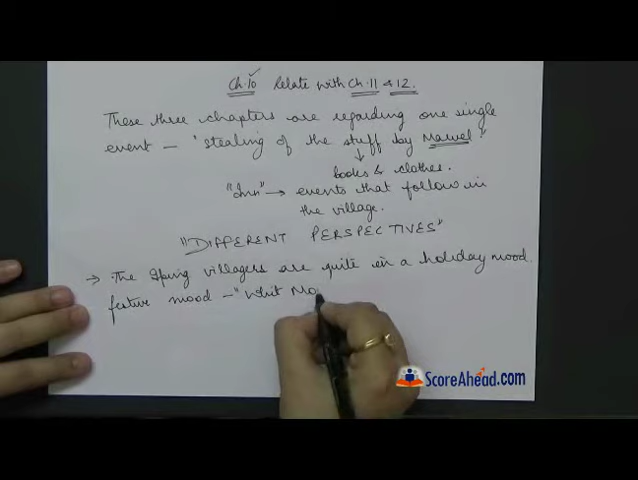 Ch.10 Relate with Ch.11 & 12.
These three chapters are regarding one single
event — "stealing of the stuff by Marvel"
books & clothes.
"Inn" → events that follow in
the village.
"DIFFERENT PERSPECTIVES"
→ The Iping villagers are quite in a holiday mood.
festive mood – "Whit Mo
ScoreAhead.com